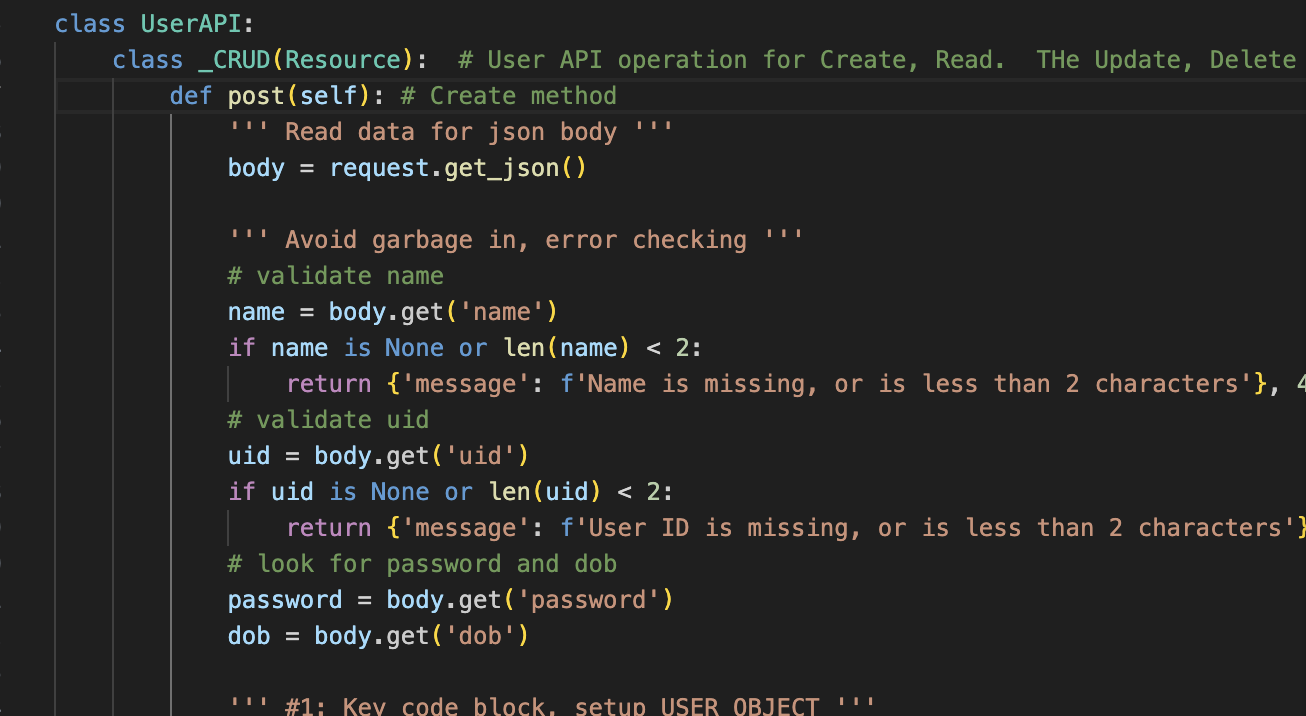 class UserAPI:
    class _CRUD(Resource):  # User API operation for Create, Read.  THe Update, Delete
        def post(self): # Create method
            ''' Read data for json body '''
            body = request.get_json()

            ''' Avoid garbage in, error checking '''
            # validate name
            name = body.get('name')
            if name is None or len(name) < 2:
                return {'message': f'Name is missing, or is less than 2 characters'}, 4
            # validate uid
            uid = body.get('uid')
            if uid is None or len(uid) < 2:
                return {'message': f'User ID is missing, or is less than 2 characters'}
            # look for password and dob
            password = body.get('password')
            dob = body.get('dob')

            ''' #1: Key code block, setup USER OBJECT '''